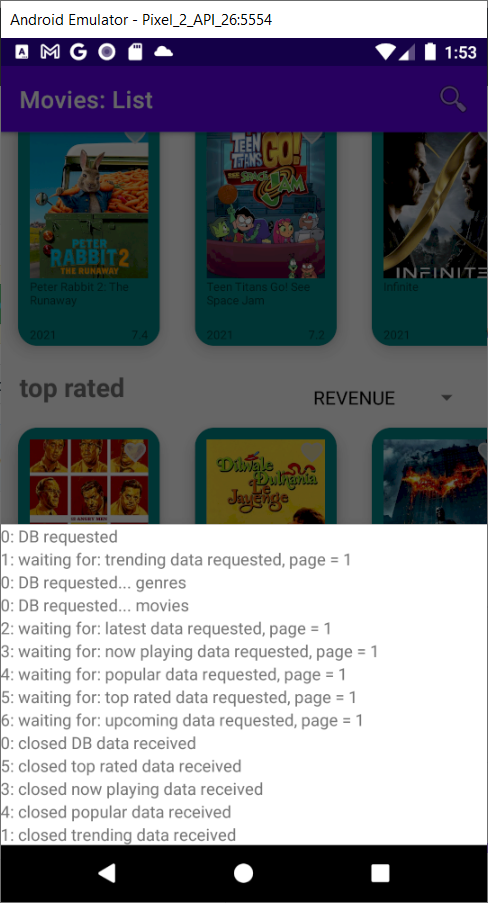 Android Emulator - Pixel_2_API_26:5554
1:53
Movies: List
PETER
RABBIT 2
THE RUNAWAY
TEEN
TITANS GO!
SEE
SPACE JAM
INFINITE
Peter Rabbit 2: The
Runaway
Teen Titans Go! See
Space Jam
Infinite
2021
7.4
2021
7.2
2021
top rated
REVENUE
12 ANGRY MEN
Dilwale
Dulhania
Le
Jayenge
0: DB requested
1: waiting for: trending data requested, page = 1
0: DB requested... genres
0: DB requested... movies
2: waiting for: latest data requested, page = 1
3: waiting for: now playing data requested, page = 1
4: waiting for: popular data requested, page = 1
5: waiting for: top rated data requested, page = 1
6: waiting for: upcoming data requested, page = 1
0: closed DB data received
5: closed top rated data received
3: closed now playing data received
4: closed popular data received
1: closed trending data received